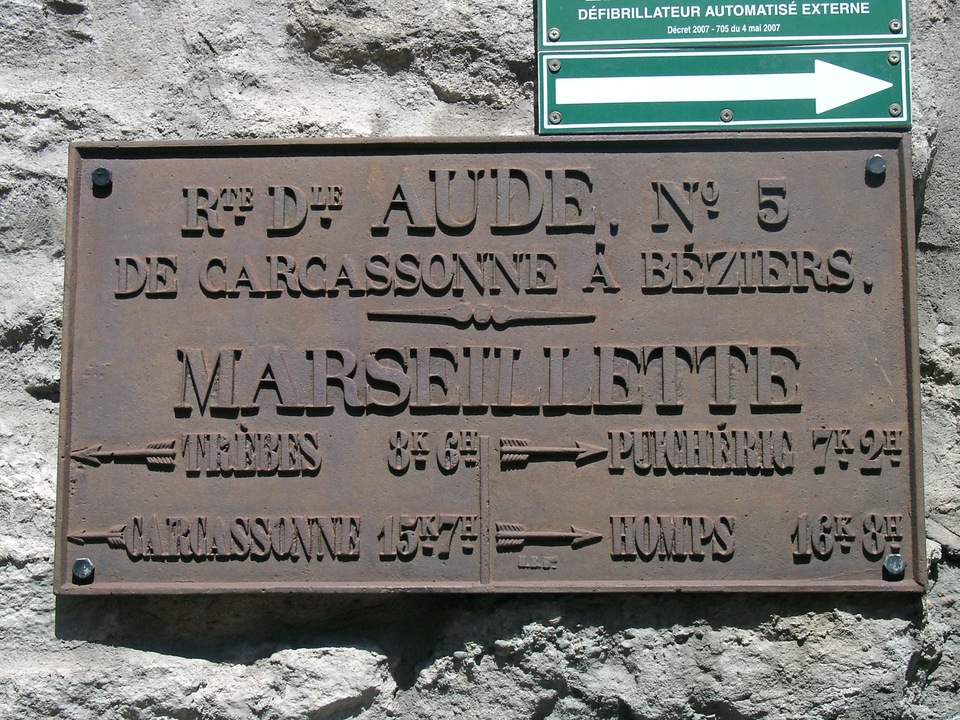 DÉFIBRILLATEUR AUTOMATISÉ EXTERNE
Décret 2007 - 705 du 4 mai 2007
RTE DLE AUDE. No 5
DE CARCASSONNE À BÉZIERS.
MARSEILLETTE
TRÈBES 8K 6H PUICHÉRIC 7K 2H
CARCASSONNE 15K 7H HOMPS 16K 8H